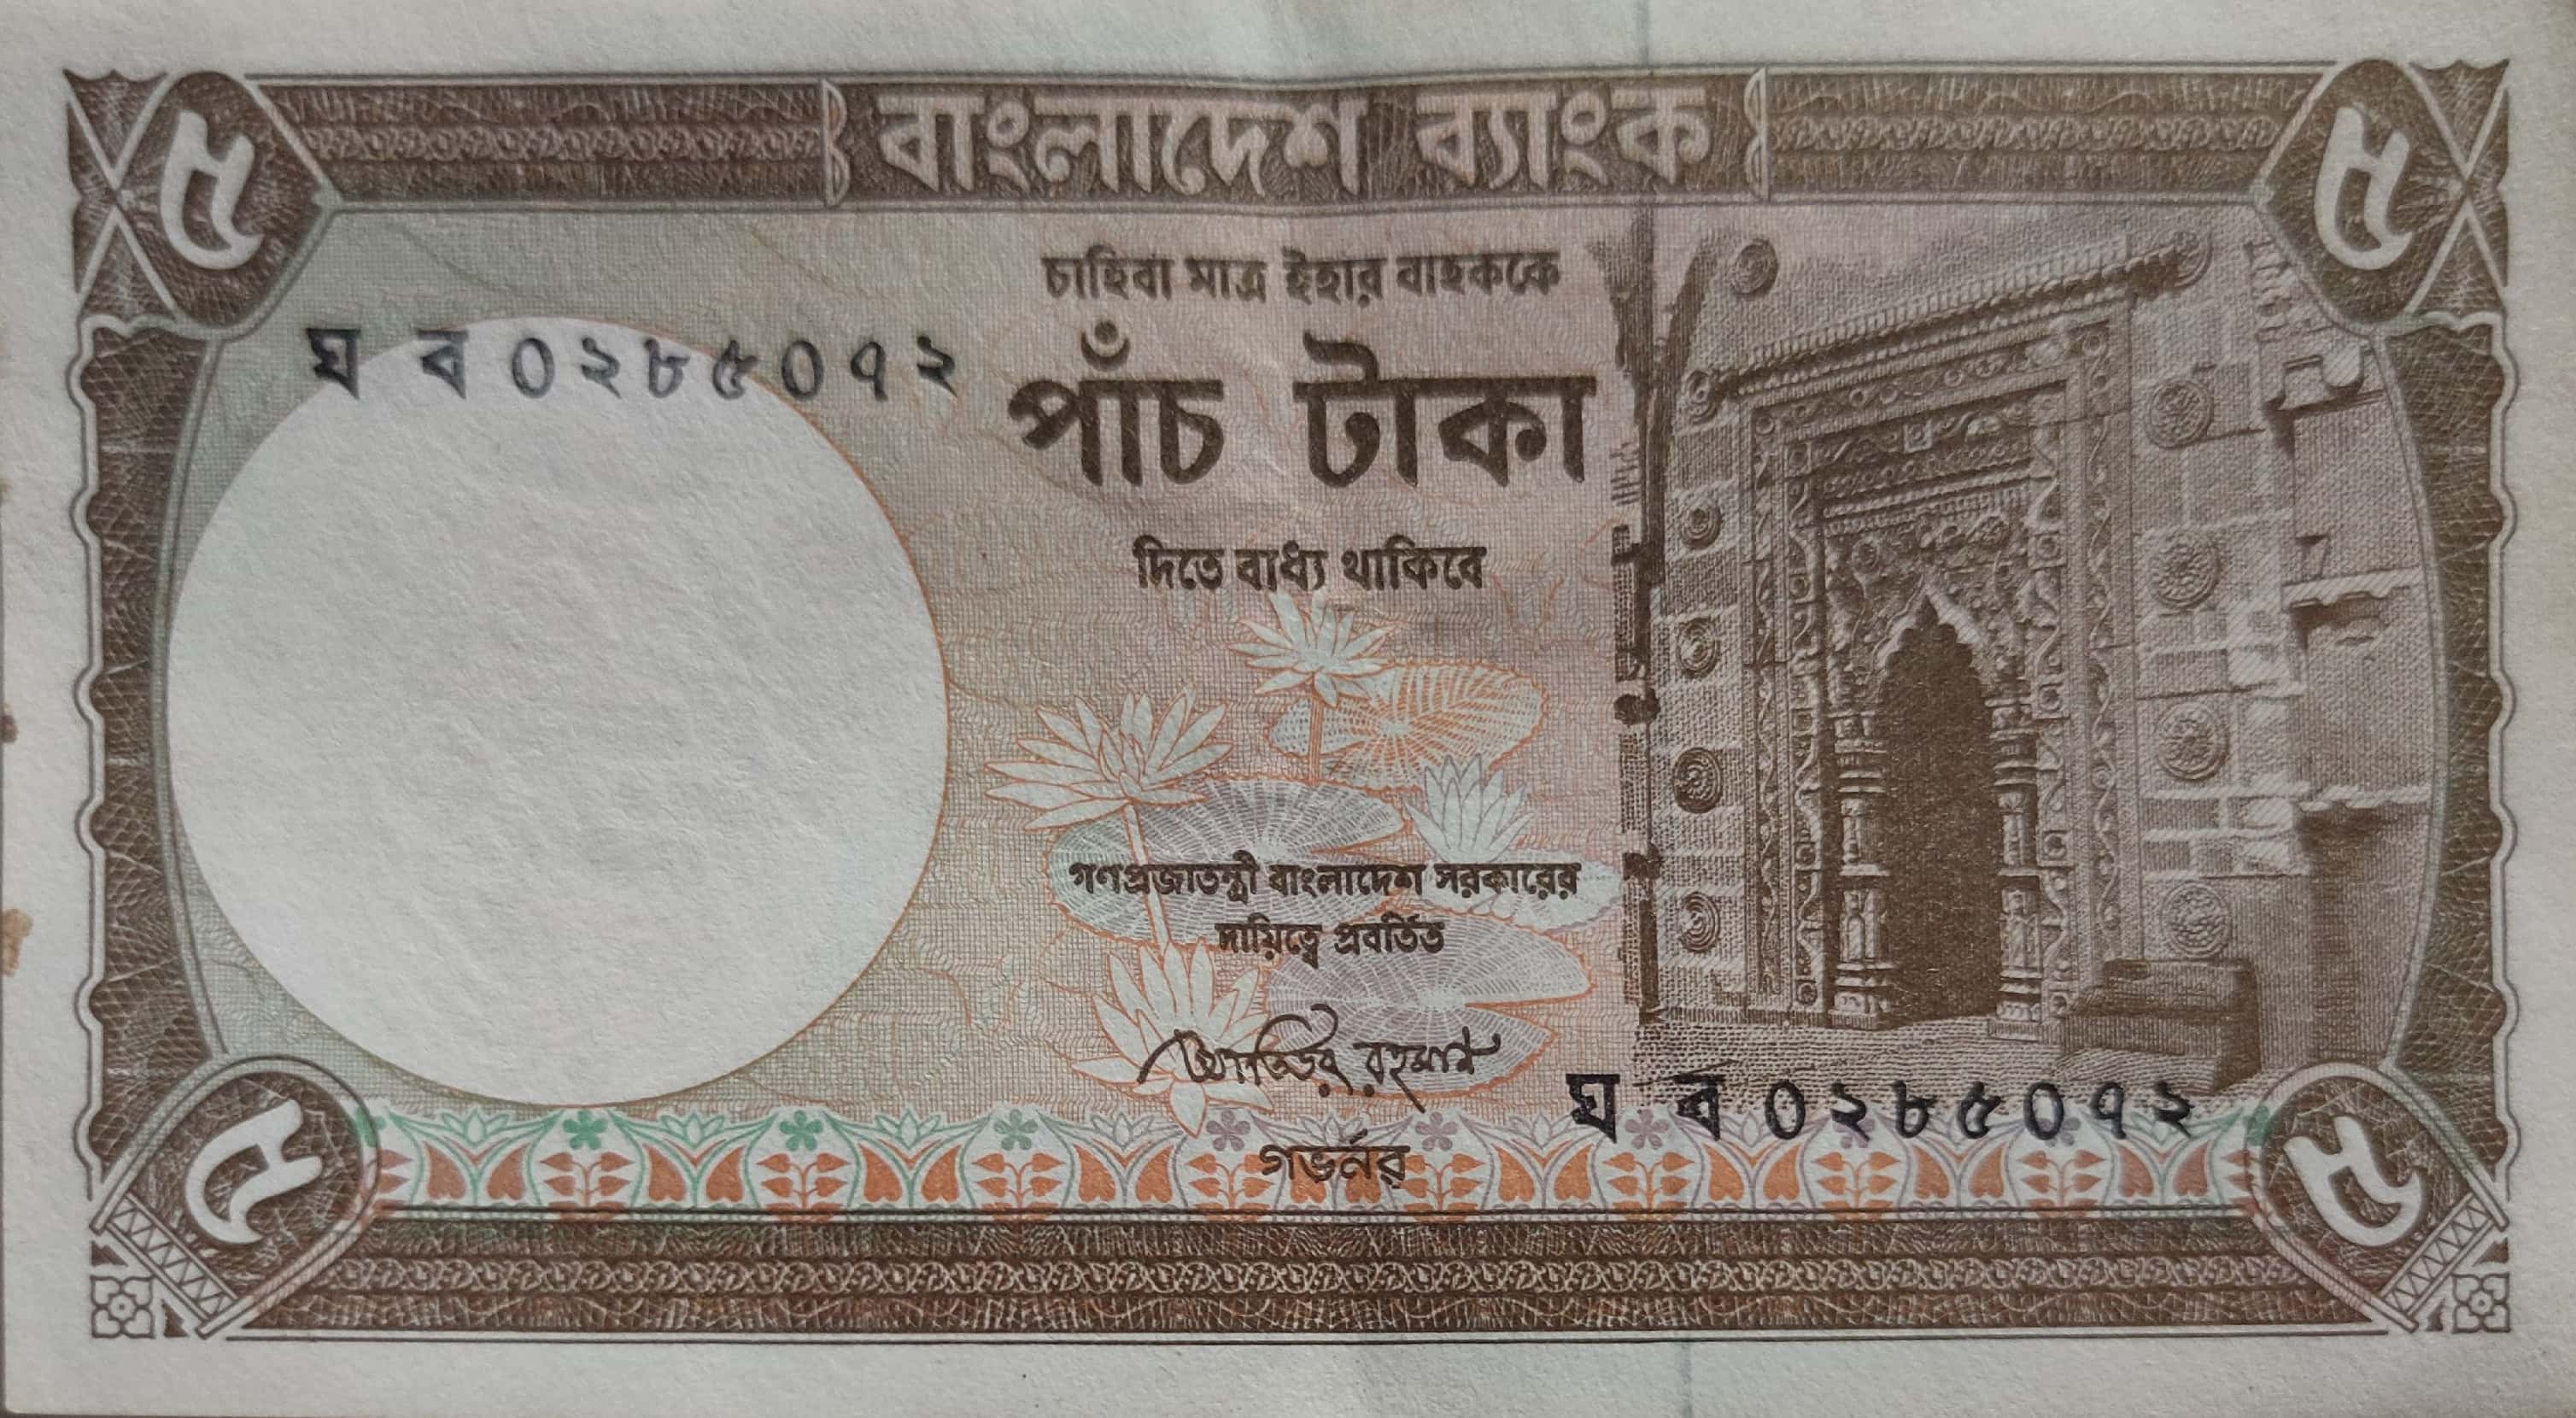 বাংলাদেশ ব্যাংক
৫ ৫
চাহিবা মাত্র ইহার বাহককে
ঘ ব ০২৮৫০৭২
পাঁচ টাকা
দিতে বাধ্য থাকিবে
গণপ্রজাতন্ত্রী বাংলাদেশ সরকারের
দায়িত্বে প্রবর্তিত
আতিউর রহমান
ঘ ব ০২৮৫০৭২
গভর্নর
৫ ৫